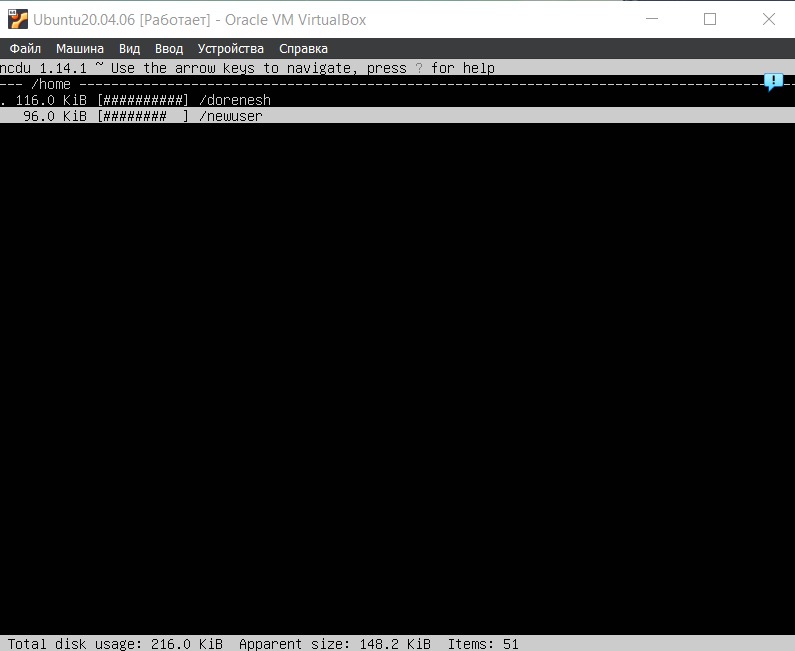 Ubuntu20.04.06 [Работает] - Oracle VM VirtualBox
Файл Машина Вид Ввод Устройства Справка
ncdu 1.14.1 ~ Use the arrow keys to navigate, press ? for help
--- /home ------------------------------------------------------------------------------------------
. 116.0 KiB [##########] /dorenesh
96.0 KiB [######## ] /newuser
Total disk usage: 216.0 KiB Apparent size: 148.2 KiB Items: 51